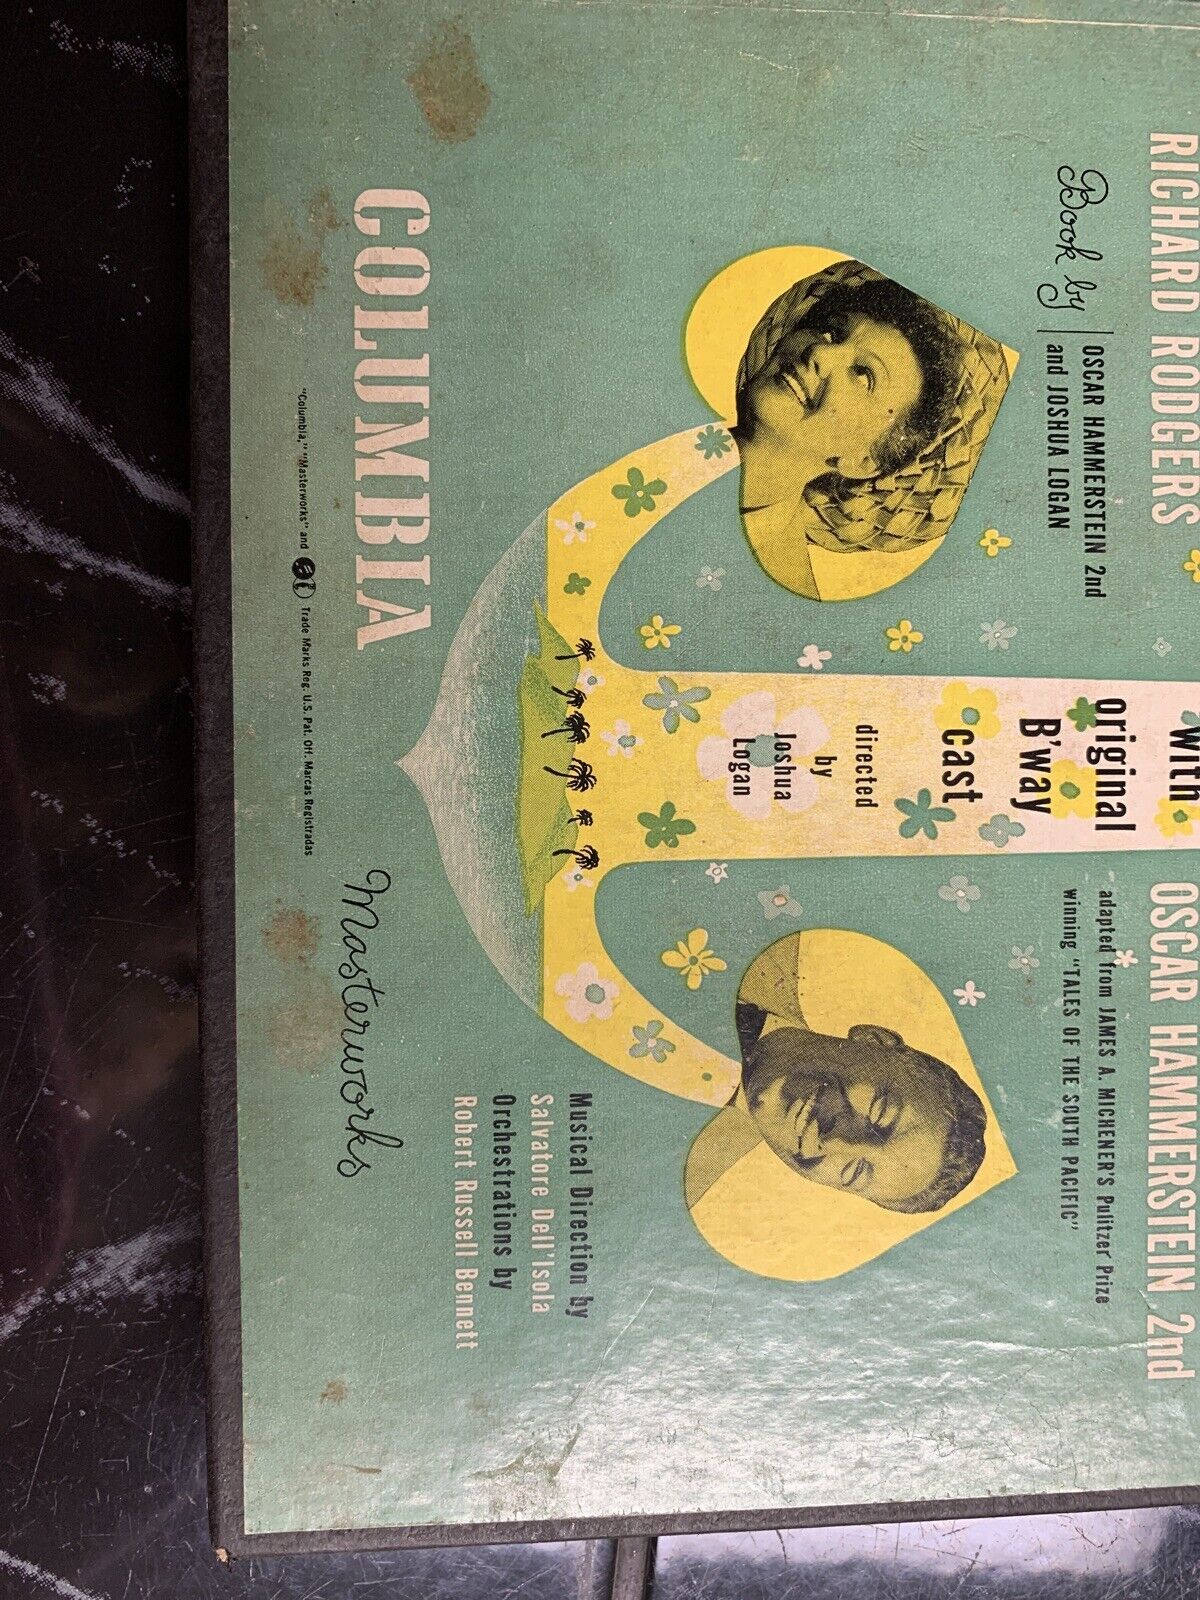 RICHARD RODGERS
OSCAR HAMMERSTEIN 2nd
Book by
OSCAR HAMMERSTEIN 2nd
and JOSHUA LOGAN
with
original
B'way
cast
directed
by
Joshua
Logan
adapted from JAMES A. MICHENER'S Pulitzer Prize
winning "TALES OF THE SOUTH PACIFIC"
Musical Direction by
Salvatore Dell'Isola
Orchestrations by
Robert Russell Bennett
COLUMBIA
Masterworks
"Columbia," "Masterworks" and Trade Marks Reg. U.S. Pat. Off. Marcas Registradas